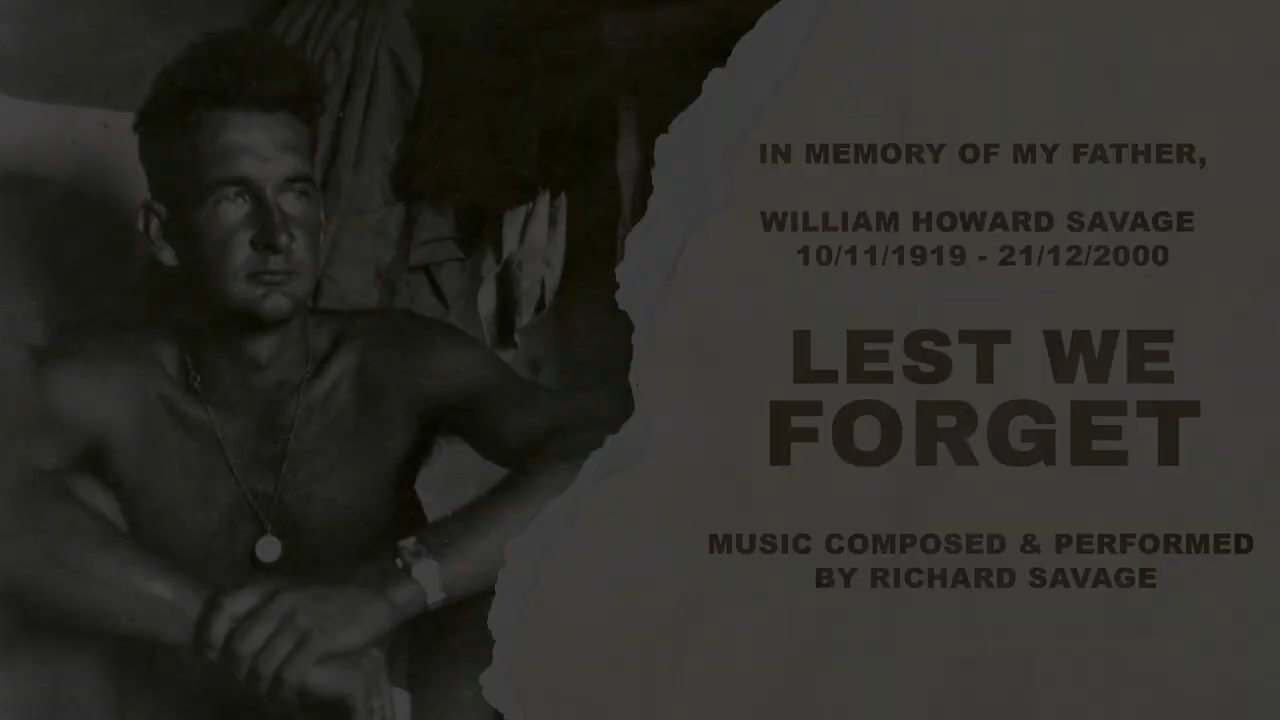 IN MEMORY OF MY FATHER,
WILLIAM HOWARD SAVAGE
10/11/1919 - 21/12/2000
LEST WE
FORGET
MUSIC COMPOSED & PERFORMED
BY RICHARD SAVAGE